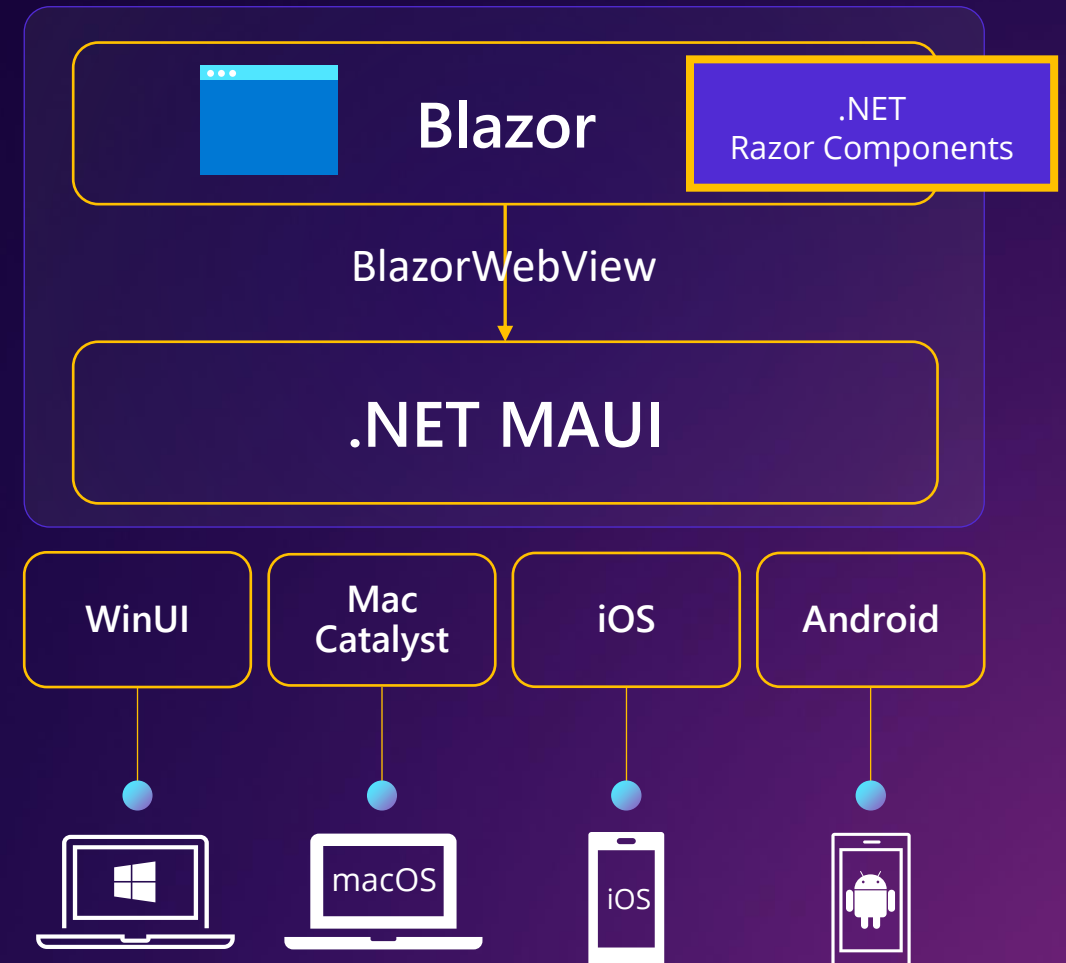 Blazor
.NET
Razor Components
BlazorWebView
.NET MAUI
WinUI
Mac
Catalyst
iOS
Android
macOS
iOS